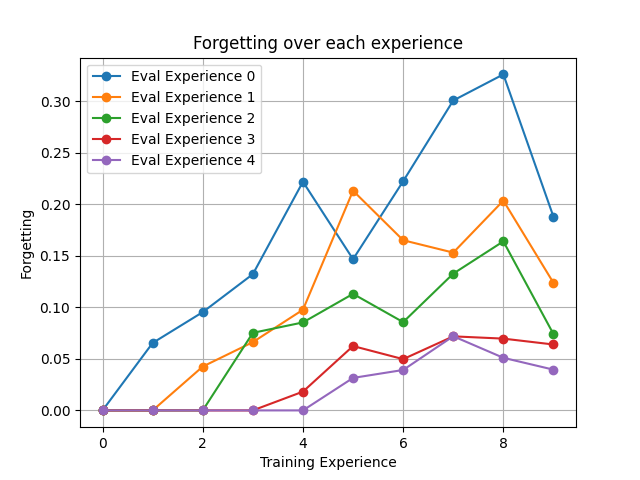 Forgetting over each experience
Eval Experience 0
Eval Experience 1
Eval Experience 2
Eval Experience 3
Eval Experience 4
0.30
0.25
0.20
0.15
0.10
0.05
0.00
Forgetting
0 2 4 6 8
Training Experience